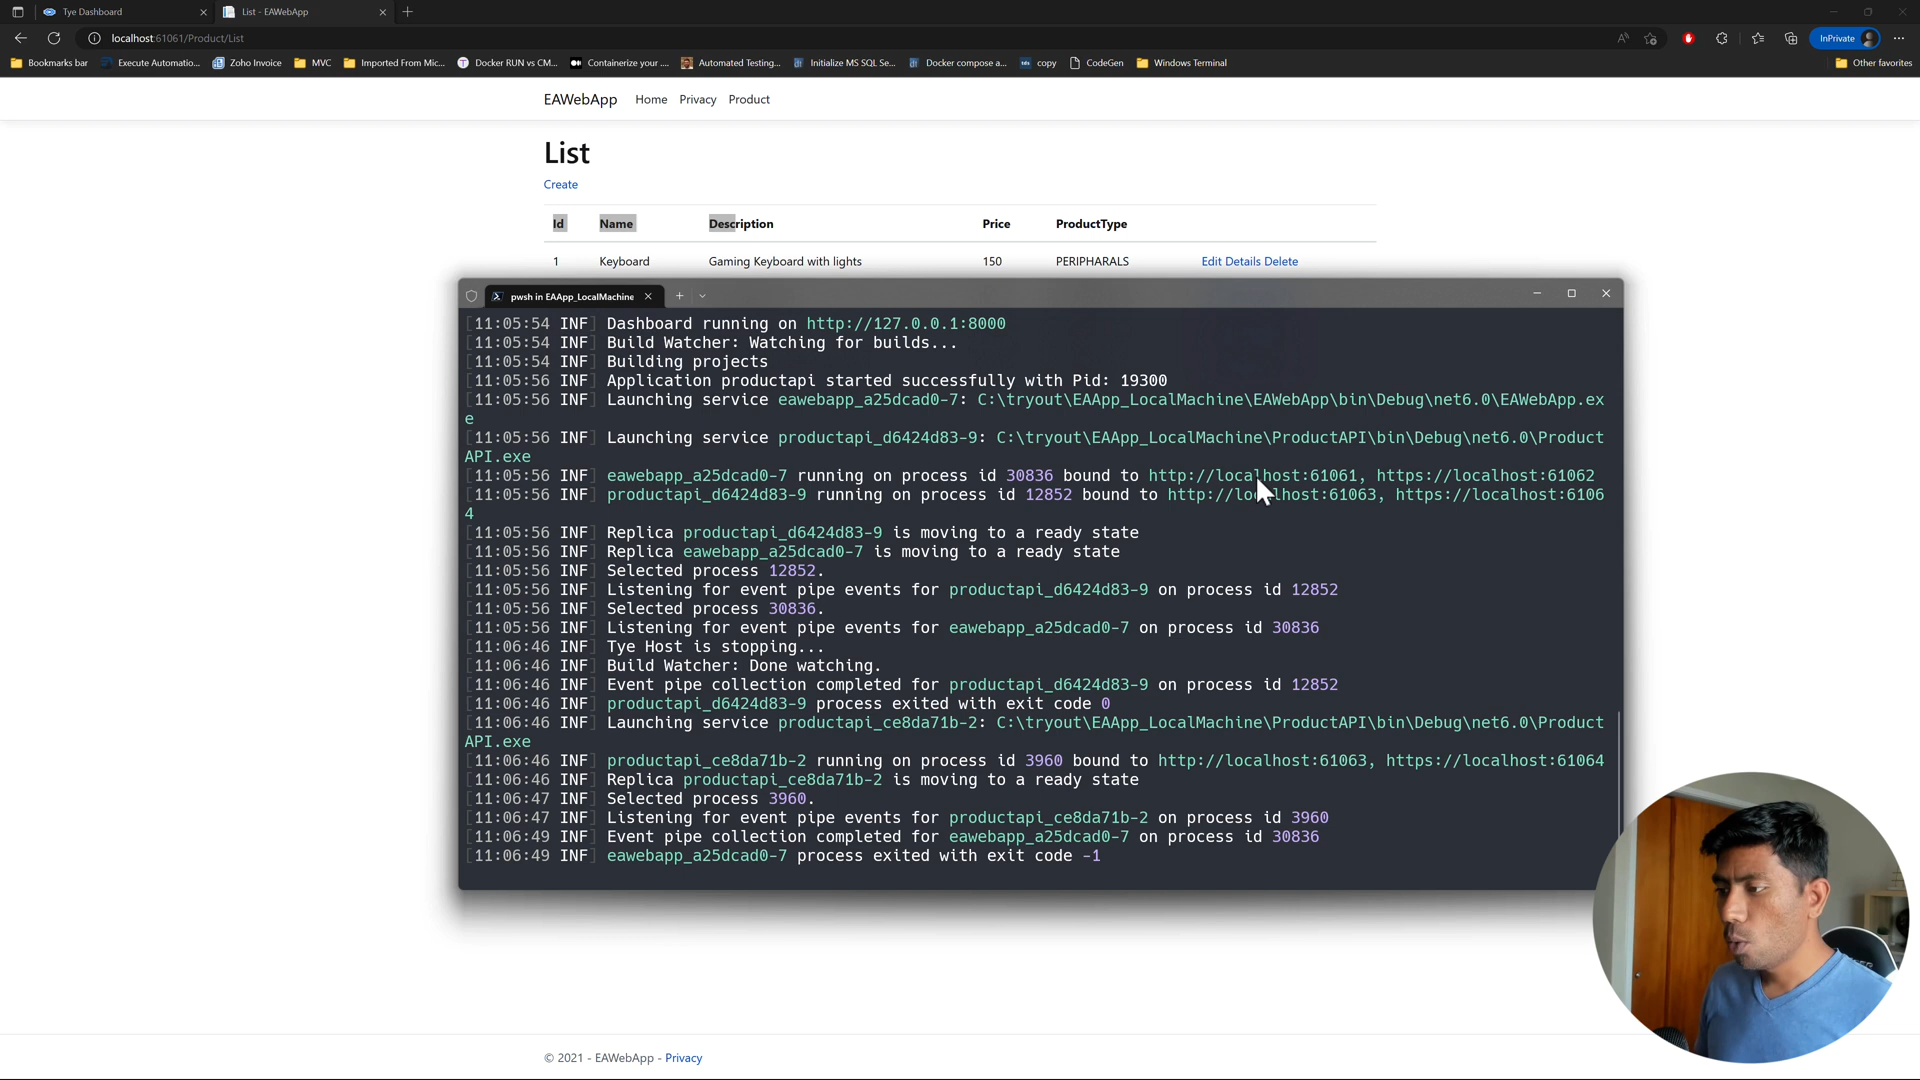 Tye Dashboard
List - EAWebApp
localhost:61061/Product/List
InPrivate
Bookmarks bar
Execute Automatio...
Zoho Invoice
MVC
Imported From Mic...
Docker RUN vs CM...
Containerize your ....
Automated Testing...
Initialize MS SQL Se...
Docker compose a...
copy
CodeGen
Windows Terminal
Other favorites
EAWebApp Home Privacy Product
List
Create
Id Name Description Price ProductType
1 Keyboard Gaming Keyboard with lights 150 PERIPHARALS Edit Details Delete
pwsh in EAApp_LocalMachine
[11:05:54 INF] Dashboard running on http://127.0.0.1:8000
[11:05:54 INF] Build Watcher: Watching for builds...
[11:05:54 INF] Building projects
[11:05:56 INF] Application productapi started successfully with Pid: 19300
[11:05:56 INF] Launching service eawebapp_a25dcad0-7: C:\tryout\EAApp_LocalMachine\EAWebApp\bin\Debug\net6.0\EAWebApp.ex
e
[11:05:56 INF] Launching service productapi_d6424d83-9: C:\tryout\EAApp_LocalMachine\ProductAPI\bin\Debug\net6.0\Product
API.exe
[11:05:56 INF] eawebapp_a25dcad0-7 running on process id 30836 bound to http://localhost:61061, https://localhost:61062
[11:05:56 INF] productapi_d6424d83-9 running on process id 12852 bound to http://localhost:61063, https://localhost:6106
4
[11:05:56 INF] Replica productapi_d6424d83-9 is moving to a ready state
[11:05:56 INF] Replica eawebapp_a25dcad0-7 is moving to a ready state
[11:05:56 INF] Selected process 12852.
[11:05:56 INF] Listening for event pipe events for productapi_d6424d83-9 on process id 12852
[11:05:56 INF] Selected process 30836.
[11:05:56 INF] Listening for event pipe events for eawebapp_a25dcad0-7 on process id 30836
[11:06:46 INF] Tye Host is stopping...
[11:06:46 INF] Build Watcher: Done watching.
[11:06:46 INF] Event pipe collection completed for productapi_d6424d83-9 on process id 12852
[11:06:46 INF] productapi_d6424d83-9 process exited with exit code 0
[11:06:46 INF] Launching service productapi_ce8da71b-2: C:\tryout\EAApp_LocalMachine\ProductAPI\bin\Debug\net6.0\Product
API.exe
[11:06:46 INF] productapi_ce8da71b-2 running on process id 3960 bound to http://localhost:61063, https://localhost:61064
[11:06:46 INF] Replica productapi_ce8da71b-2 is moving to a ready state
[11:06:47 INF] Selected process 3960.
[11:06:47 INF] Listening for event pipe events for productapi_ce8da71b-2 on process id 3960
[11:06:49 INF] Event pipe collection completed for eawebapp_a25dcad0-7 on process id 30836
[11:06:49 INF] eawebapp_a25dcad0-7 process exited with exit code -1
© 2021 - EAWebApp - Privacy